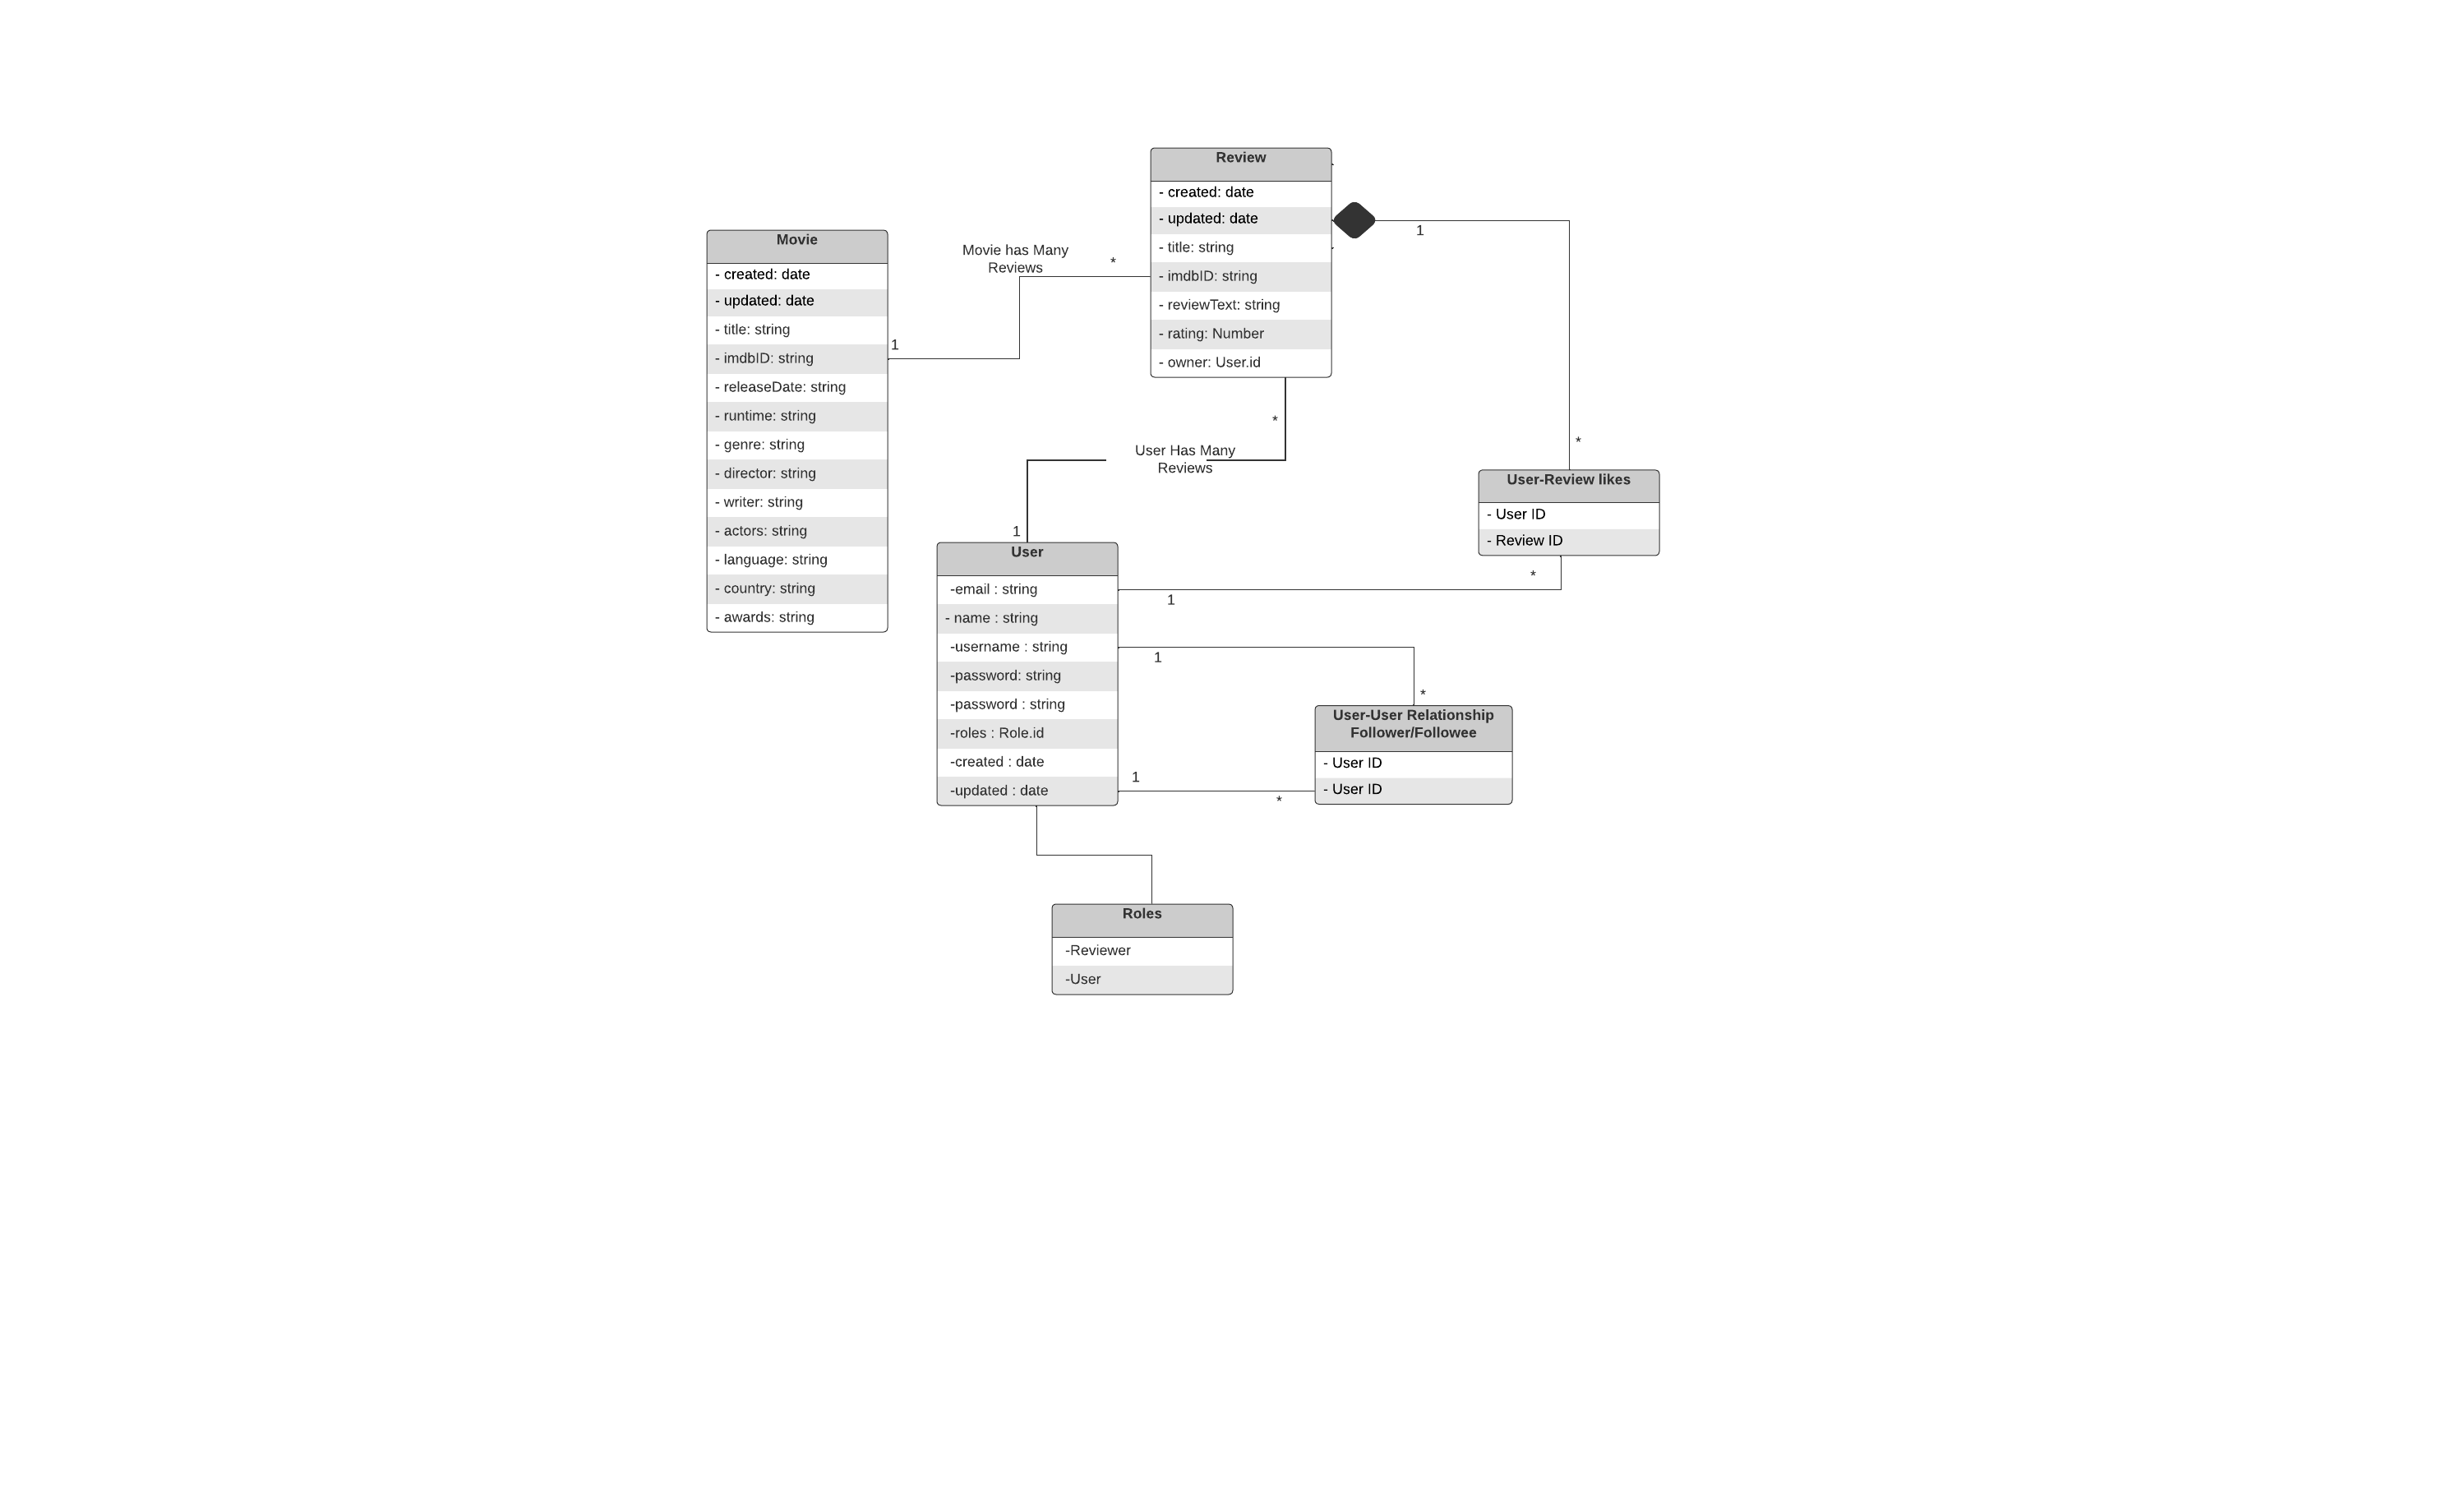 Review
- created: date
- updated: date
- title: string
- imdbID: string
- reviewText: string
- rating: Number
- owner: User.id
1
Movie
- created: date
- updated: date
- title: string
- imdbID: string
- releaseDate: string
- runtime: string
- genre: string
- director: string
- writer: string
- actors: string
- language: string
- country: string
- awards: string
Movie has Many
Reviews
*
1
*
User Has Many
Reviews
1
*
User-Review likes
- User ID
- Review ID
*
User
-email : string
- name : string
-username : string
-password: string
-password : string
-roles : Role.id
-created : date
-updated : date
1
1
*
User-User Relationship
Follower/Followee
- User ID
- User ID
1
*
Roles
-Reviewer
-User